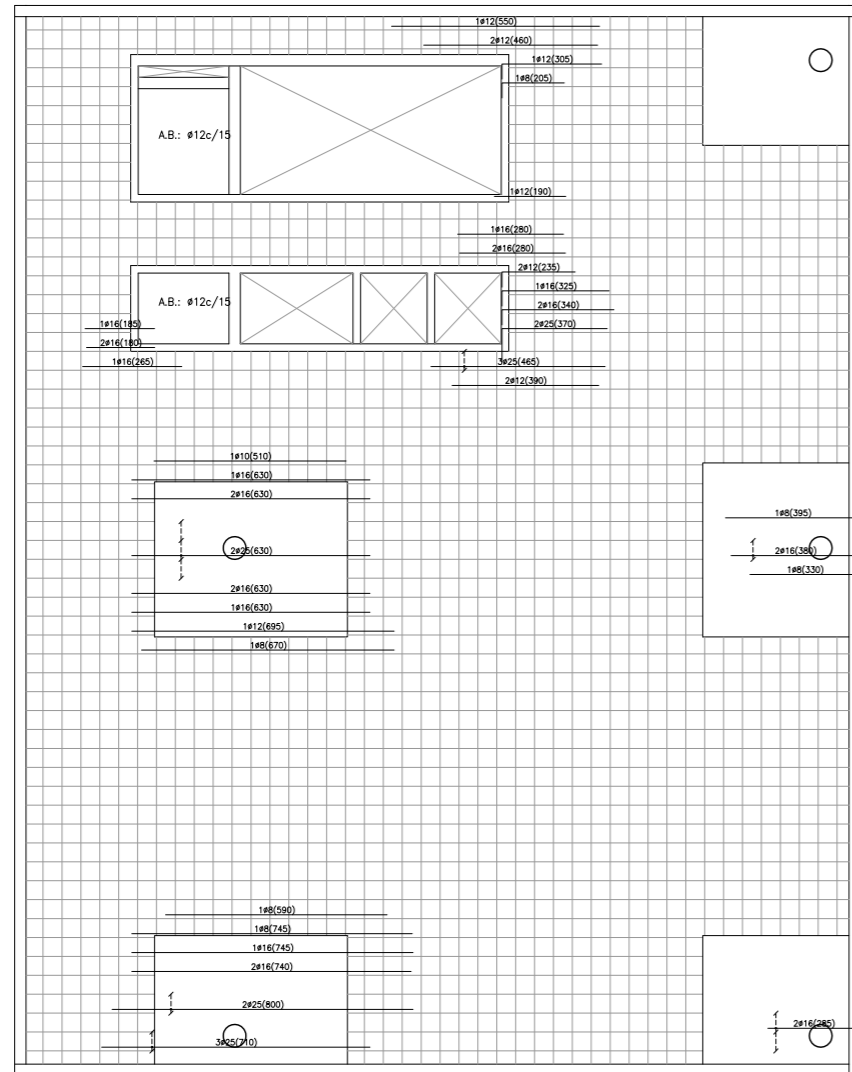 1ø12(550)
2ø12(460)
1ø12(305)
1ø8(205)
A.B.: ø12c/15
1ø12(190)
1ø16(280)
2ø16(280)
2ø12(235)
1ø16(325)
A.B.: ø12c/15
2ø16(340)
1ø16(185)
2ø25(370)
2ø16(180)
1ø16(265)
3ø25(465)
2ø12(390)
1ø10(510)
1ø16(630)
2ø16(630)
1ø8(395)
2ø25(630)
2ø16(380)
1ø8(330)
2ø16(630)
1ø16(630)
1ø12(695)
1ø8(670)
1ø8(590)
1ø8(745)
1ø16(745)
2ø16(740)
2ø25(800)
2ø16(285)
3ø25(710)